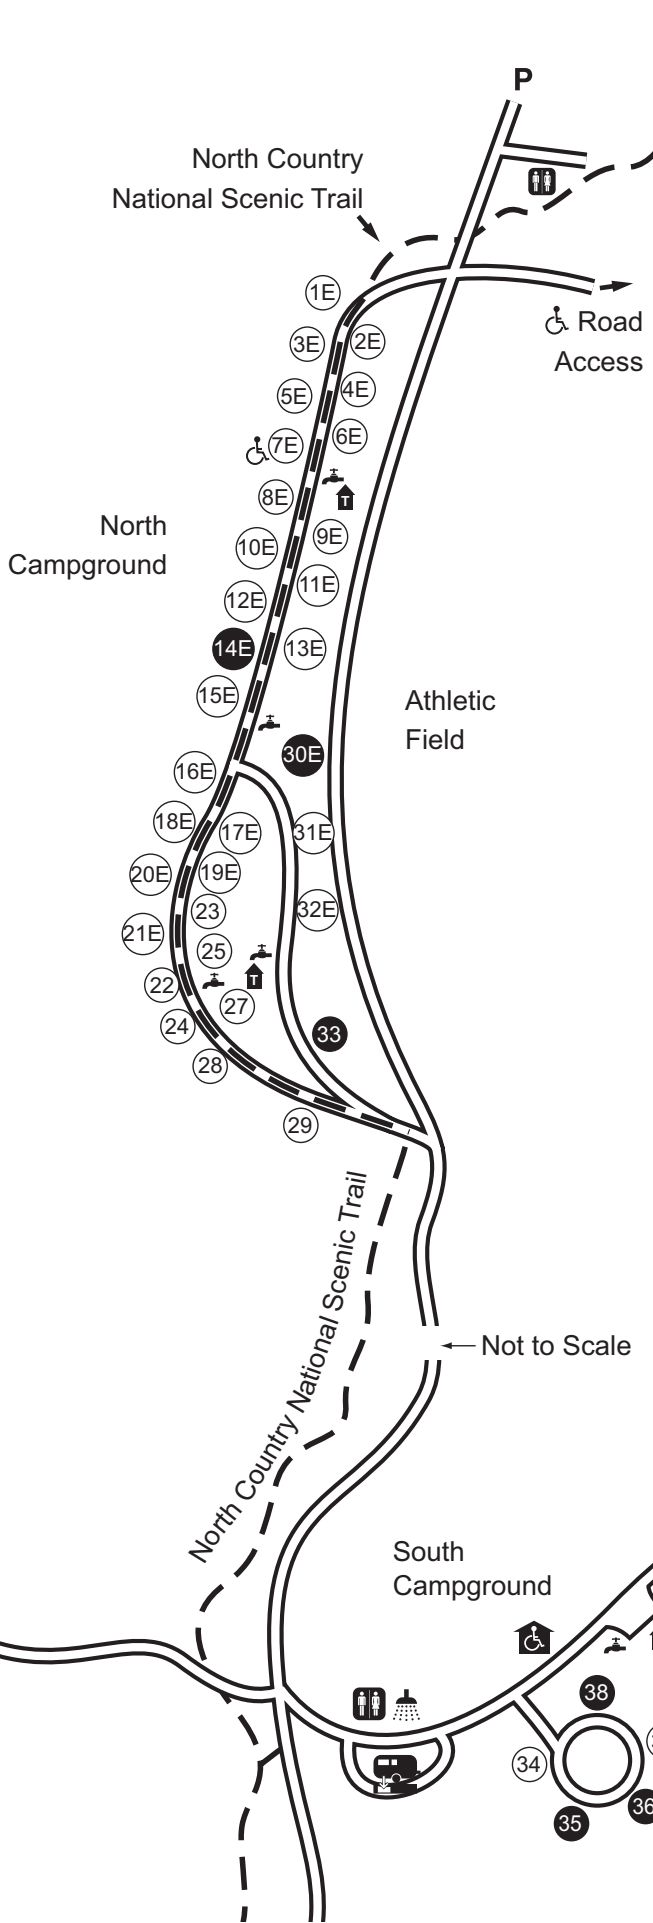 P
North Country
National Scenic Trail
1E
Road
Access
3E
2E
5E
4E
7E
6E
8E
T
North
Campground
10E
9E
12E
11E
14E
13E
15E
Athletic
Field
16E
30E
18E
17E
31E
20E
19E
23
32E
21E
25
22
T
27
24
33
28
29
North Country National Scenic Trail
Not to Scale
South
Campground
38
34
35
36